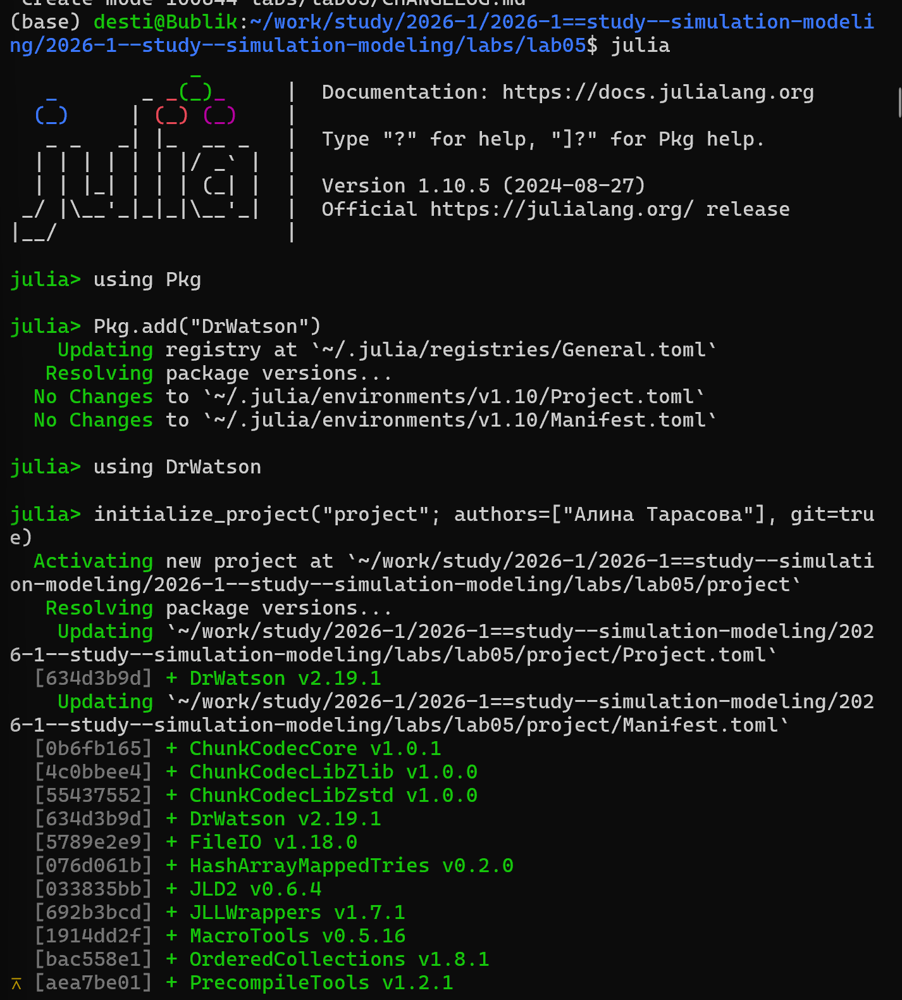 create mode 100644 labs/lab05/CHANGELOG.md
(base) desti@Bublik:~/work/study/2026-1/2026-1==study--simulation-modeli
ng/2026-1--study--simulation-modeling/labs/lab05$ julia
               _
   _       _ _(_)_     |  Documentation: https://docs.julialang.org
  (_)     | (_) (_)    |
   _ _   _| |_  __ _   |  Type "?" for help, "]?" for Pkg help.
  | | | | | | |/ _` |  |
  | | |_| | | | (_| |  |  Version 1.10.5 (2024-08-27)
 _/ |\__'_|_|_|\__'_|  |  Official https://julialang.org/ release
|__/                   |
julia> using Pkg
julia> Pkg.add("DrWatson")
    Updating registry at `~/.julia/registries/General.toml`
   Resolving package versions...
  No Changes to `~/.julia/environments/v1.10/Project.toml`
  No Changes to `~/.julia/environments/v1.10/Manifest.toml`
julia> using DrWatson
julia> initialize_project("project"; authors=["Алина Тарасова"], git=tru
e)
  Activating new project at `~/work/study/2026-1/2026-1==study--simulati
on-modeling/2026-1--study--simulation-modeling/labs/lab05/project`
   Resolving package versions...
    Updating `~/work/study/2026-1/2026-1==study--simulation-modeling/202
6-1--study--simulation-modeling/labs/lab05/project/Project.toml`
  [634d3b9d] + DrWatson v2.19.1
    Updating `~/work/study/2026-1/2026-1==study--simulation-modeling/202
6-1--study--simulation-modeling/labs/lab05/project/Manifest.toml`
  [0b6fb165] + ChunkCodecCore v1.0.1
  [4c0bbee4] + ChunkCodecLibZlib v1.0.0
  [55437552] + ChunkCodecLibZstd v1.0.0
  [634d3b9d] + DrWatson v2.19.1
  [5789e2e9] + FileIO v1.18.0
  [076d061b] + HashArrayMappedTries v0.2.0
  [033835bb] + JLD2 v0.6.4
  [692b3bcd] + JLLWrappers v1.7.1
  [1914dd2f] + MacroTools v0.5.16
  [bac558e1] + OrderedCollections v1.8.1
⌅ [aea7be01] + PrecompileTools v1.2.1